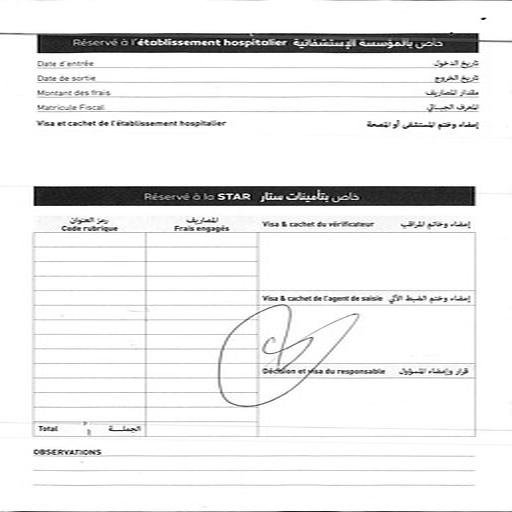 Réservé à l'établissement hospitalier خاص بالمؤسسة الإستشفائية
Date d'entrée تاريخ الدخول
Date de sortie تاريخ الخروج
Montant des frais مقدار المصاريف
Matricule Fiscal المعرف الجبائي
Visa et cachet de l'établissement hospitalier إمضاء وختم المستشفى أو المصحة
Réservé à la STAR خاص بتأمينات ستار
رمز العنوان المصاريف
Code rubrique Frais engagés Visa & cachet du vérificateur إمضاء وخاتم المراقب
Visa & cachet de l'agent de saisie إمضاء وختم الضبط الآلي
Décision et visa du responsable قرار وإمضاء المسؤول
Total الجملة
OBSERVATIONS